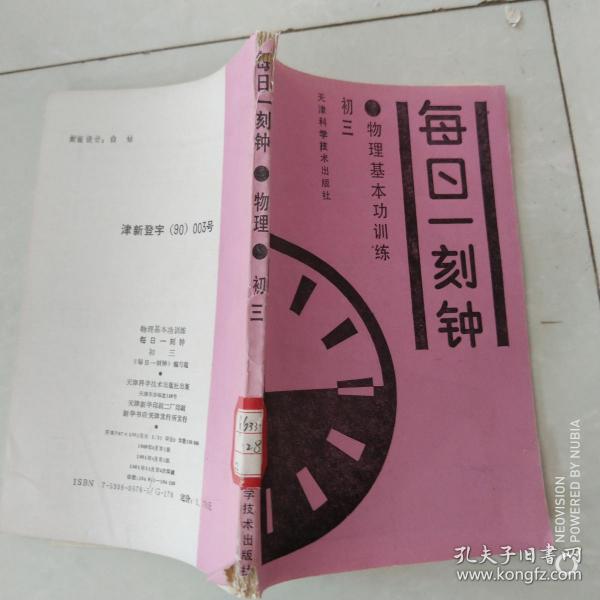 每日一刻钟
物理基本功训练
初三
天津科学技术出版社
每日一刻钟 物理 初三
学技术出版社
津新登字（90）003号
物理基本功训练
每日一刻钟
初三
《每日一刻钟》编写组
天津科学技术出版社出版
天津新华印刷二厂印刷
新华书店天津发行所发行
ISBN
定价：
NEOVISION
POWERED BY NUBIA
孔夫子旧书网
www.kongfz.com